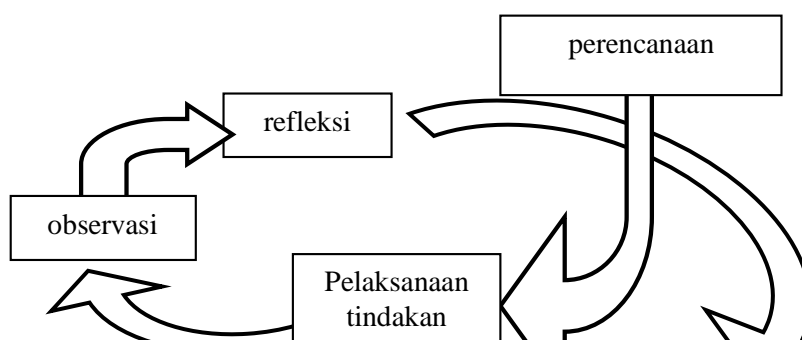 perencanaan
refleksi
observasi
Pelaksanaan
tindakan